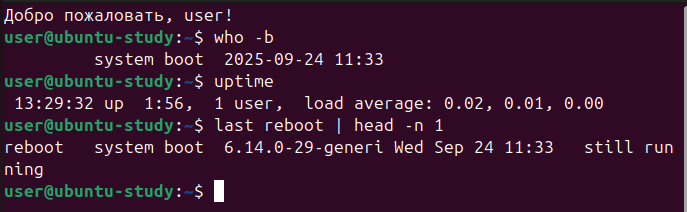 Добро пожаловать, user!
user@ubuntu-study:~$ who -b
         system boot  2025-09-24 11:33
user@ubuntu-study:~$ uptime
 13:29:32 up  1:56,  1 user,  load average: 0.02, 0.01, 0.00
user@ubuntu-study:~$ last reboot | head -n 1
reboot   system boot  6.14.0-29-generi Wed Sep 24 11:33   still run
ning
user@ubuntu-study:~$